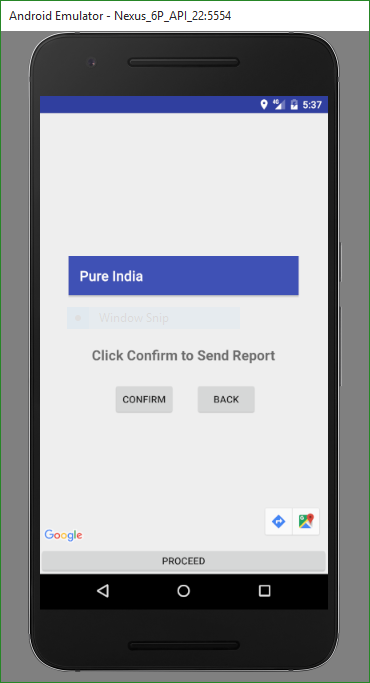 Android Emulator - Nexus_6P_API_22:5554
4G 5:37
Pure India
Window Snip
Click Confirm to Send Report
CONFIRM BACK
Google
PROCEED